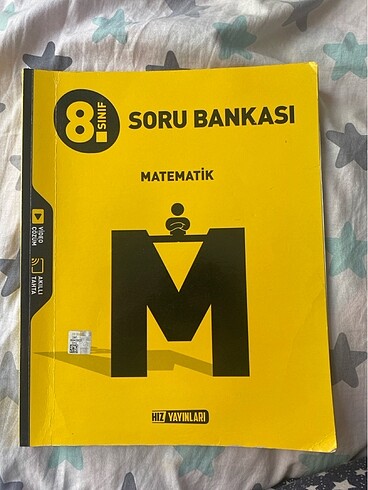 8. SINIF
SORU BANKASI
MATEMATİK
M
VİDEO
ÇÖZÜM
AKILLI
TAHTA
HIZ YAYINLARI